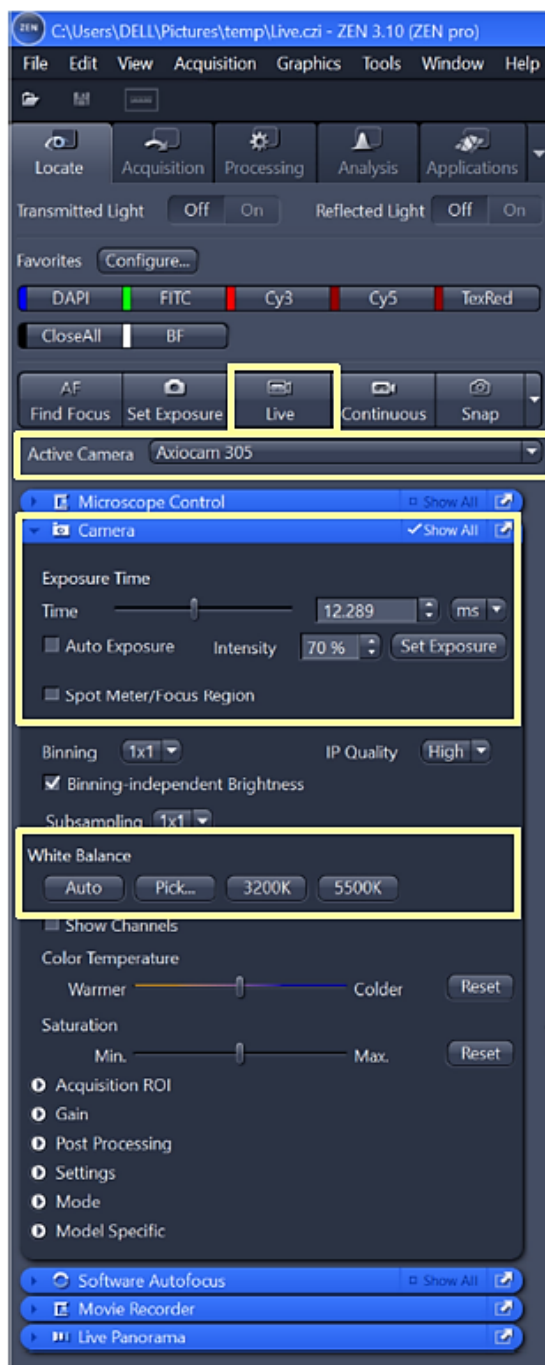 ZEN C:\Users\DELL\Pictures\temp\Live.czi - ZEN 3.10 (ZEN pro)
File Edit View Acquisition Graphics Tools Window Help
Locate Acquisition Processing Analysis Applications
Transmitted Light Off On Reflected Light Off On
Favorites Configure...
DAPI FITC Cy3 Cy5 TexRed
CloseAll BF
AF
Find Focus Set Exposure Live Continuous Snap
Active Camera Axiocam 305
Microscope Control Show All
Camera Show All
Exposure Time
Time 12.289 ms
Auto Exposure Intensity 70 % Set Exposure
Spot Meter/Focus Region
Binning 1x1 IP Quality High
Binning-independent Brightness
Subsampling 1x1
White Balance
Auto Pick... 3200K 5500K
Show Channels
Color Temperature
Warmer Colder Reset
Saturation
Min. Max. Reset
Acquisition ROI
Gain
Post Processing
Settings
Mode
Model Specific
Software Autofocus Show All
Movie Recorder
Live Panorama